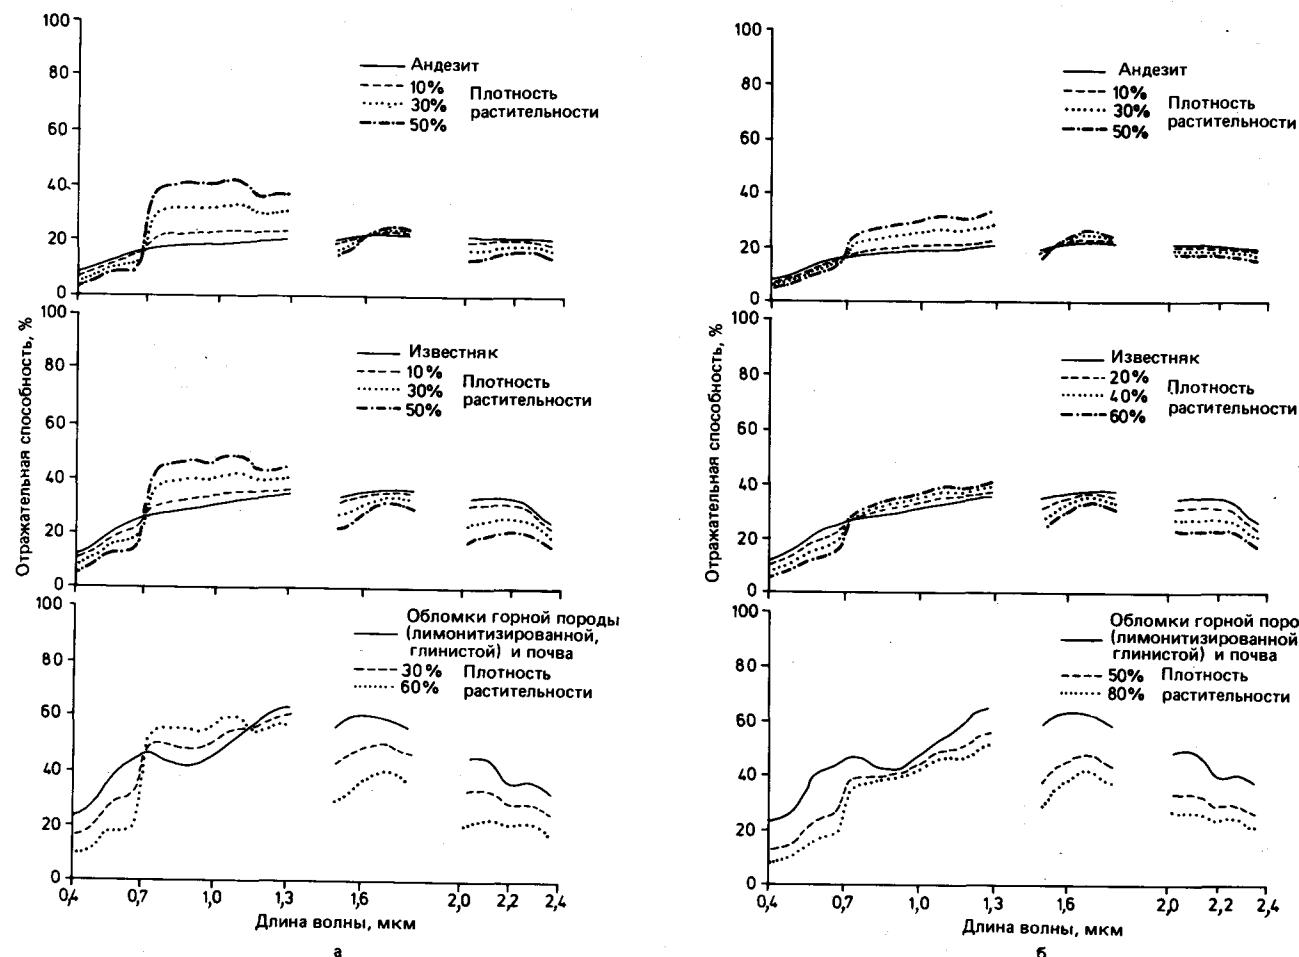 100
80
60
40
20
0
Андезит
10%
30%
50%
Плотность
растительности
100
80
60
40
20
0
Известняк
10%
30%
50%
Плотность
растительности
Отражательная способность, %
100
80
60
40
20
0
Обломки горной породы
(лимонитизированной,
глинистой) и почва
30%
60%
Плотность
растительности
0,4 0,7 1,0 1,3 1,6 2,0 2,2 2,4
Длина волны, мкм
а
100
80
60
40
20
0
Андезит
10%
30%
50%
Плотность
растительности
100
80
60
40
20
0
Известняк
20%
40%
60%
Плотность
растительности
Отражательная способность, %
100
80
60
40
20
0
Обломки горной поро
(лимонитизированной
глинистой) и почва
50%
80%
Плотность
растительности
0,4 0,7 1,0 1,3 1,6 2,0 2,2 2,4
Длина волны, мкм
б